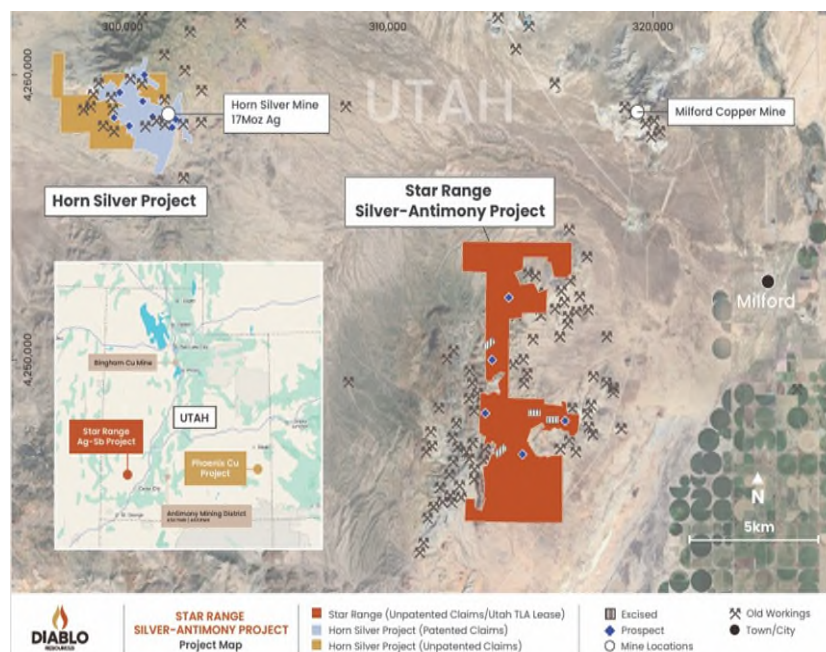 300,000
310,000
320,000
4,260,000
4,250,000
UTAH
Horn Silver Mine
17Moz Ag
Milford Copper Mine
Horn Silver Project
Star Range
Silver-Antimony Project
Milford
Bingham Cu Mine
UTAH
Star Range
Ag-Sb Project
Phoenix Cu
Project
Antimony Mining District
N
5km
DIABLO
RESOURCES
STAR RANGE
SILVER-ANTIMONY PROJECT
Project Map
Star Range (Unpatented Claims/Utah TLA Lease)
Horn Silver Project (Patented Claims)
Horn Silver Project (Unpatented Claims)
Excised
Prospect
Mine Locations
Old Workings
Town/City